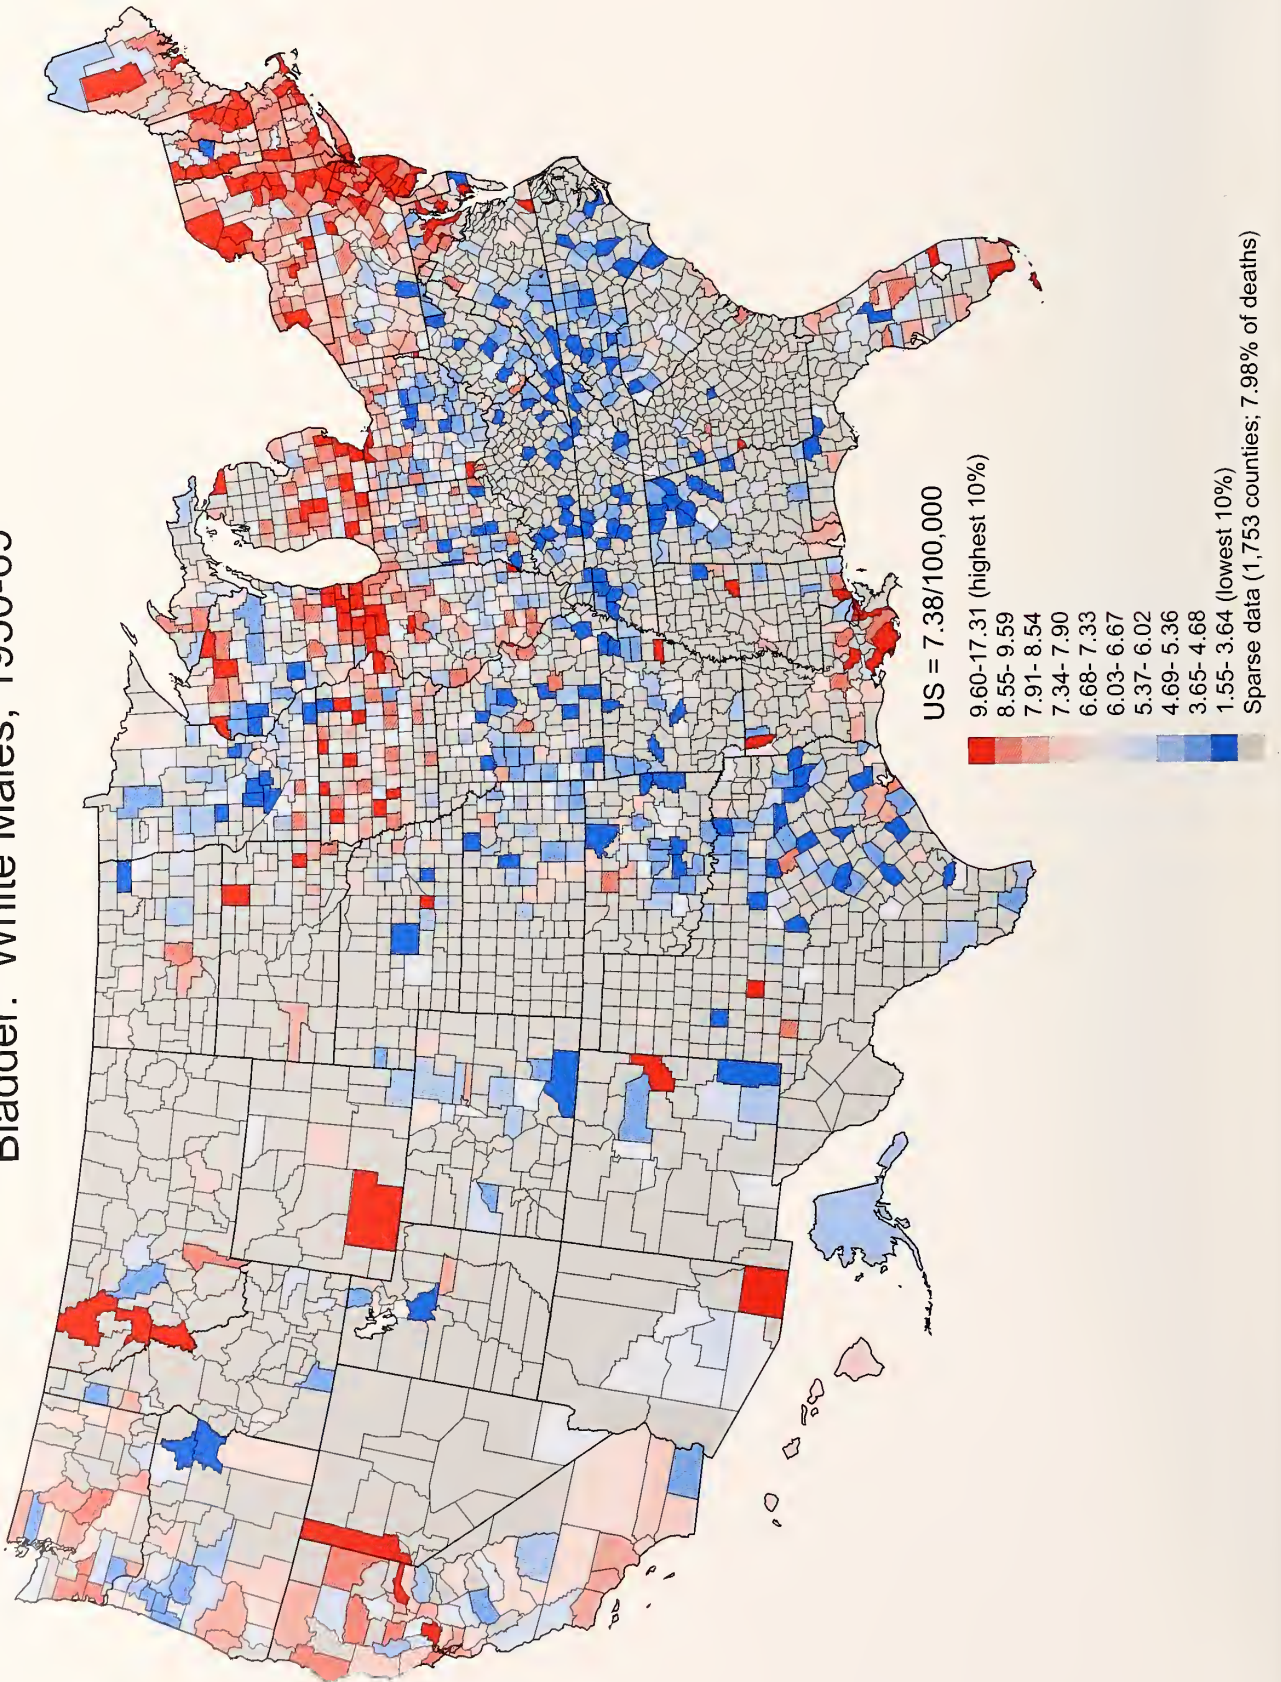 Bladder: White Males, 1950-69
US = 7.38/100,000
9.60-17.31 (highest 10%)
8.55- 9.59
7.91- 8.54
7.34- 7.90
6.68- 7.33
6.03- 6.67
5.37- 6.02
4.69- 5.36
3.65- 4.68
1.55- 3.64 (lowest 10%)
Sparse data (1,753 counties; 7.98% of deaths)